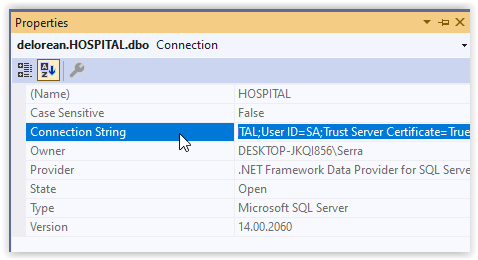 Properties
delorean.HOSPITAL.dbo Connection
(Name) HOSPITAL
Case Sensitive False
Connection String TAL;User ID=SA;Trust Server Certificate=True
Owner DESKTOP-JKQI856\Serra
Provider .NET Framework Data Provider for SQL Serve
State Open
Type Microsoft SQL Server
Version 14.00.2060